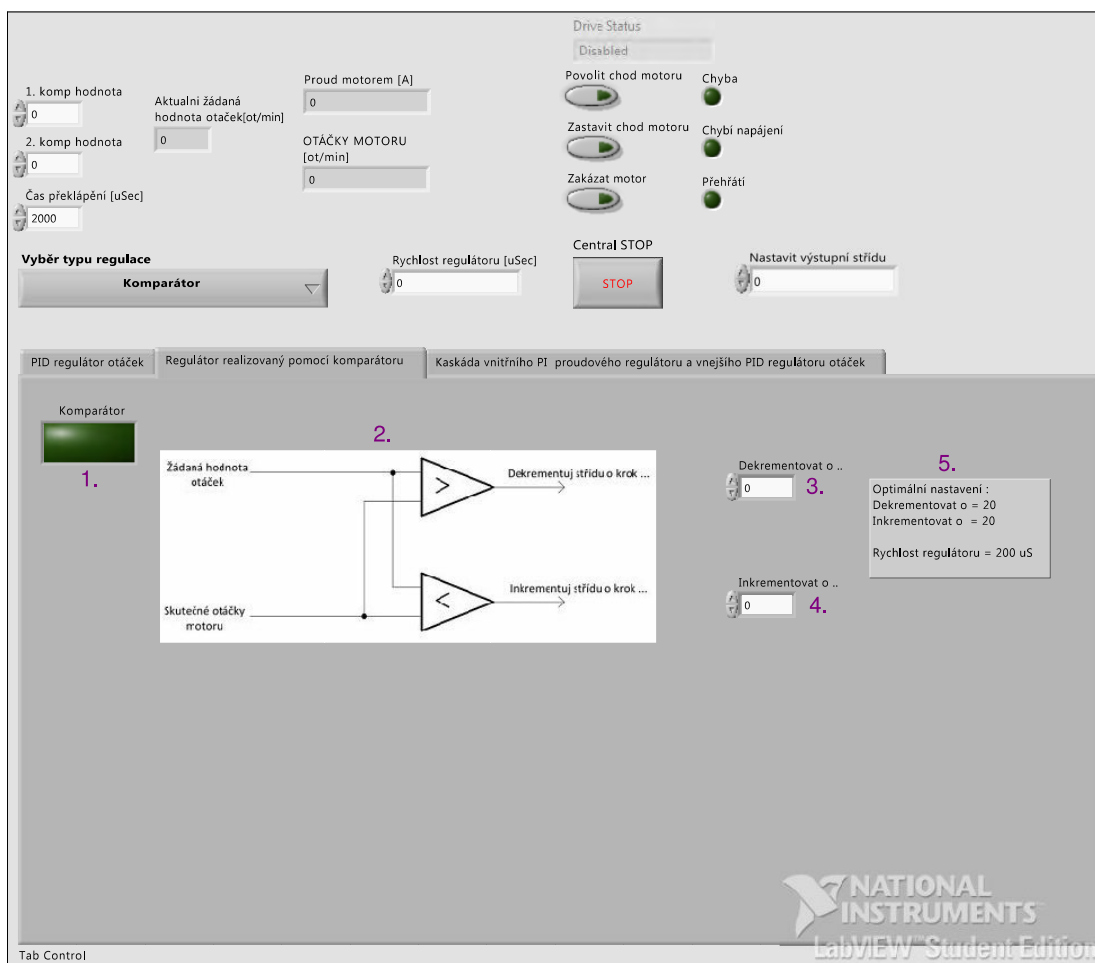 Drive Status
Disabled
Povolit chod motoru
Chyba
Proud motorem [A]
0
1. komp hodnota
0
Aktualni žádaná
hodnota otaček[ot/min]
0
Zastavit chod motoru
Chybí napájení
2. komp hodnota
0
OTÁČKY MOTORU
[ot/min]
0
Zakázat motor
Přehřátí
Čas překlápění [uSec]
2000
Central STOP
STOP
Vyběr typu regulace
Komparátor
Rychlost regulátoru [uSec]
0
Nastavit výstupní střídu
0
PID regulátor otáček
Regulátor realizovaný pomocí komparátoru
Kaskáda vnitřního PI proudového regulátoru a vnejšího PID regulátoru otáček
Komparátor
1.
2.
Žádaná hodnota
otáček
>
Dekrementuj střídu o krok ...
<
Inkrementuj střídu o krok ...
Skutečné otáčky
motoru
Dekrementovat o ..
0
3.
Inkrementovat o ..
0
4.
5.
Optimální nastavení :
Dekrementovat o = 20
Inkrementovat o = 20
Rychlost regulátoru = 200 uS
NATIONAL
INSTRUMENTS
LabVIEW™ Student Edition
Tab Control